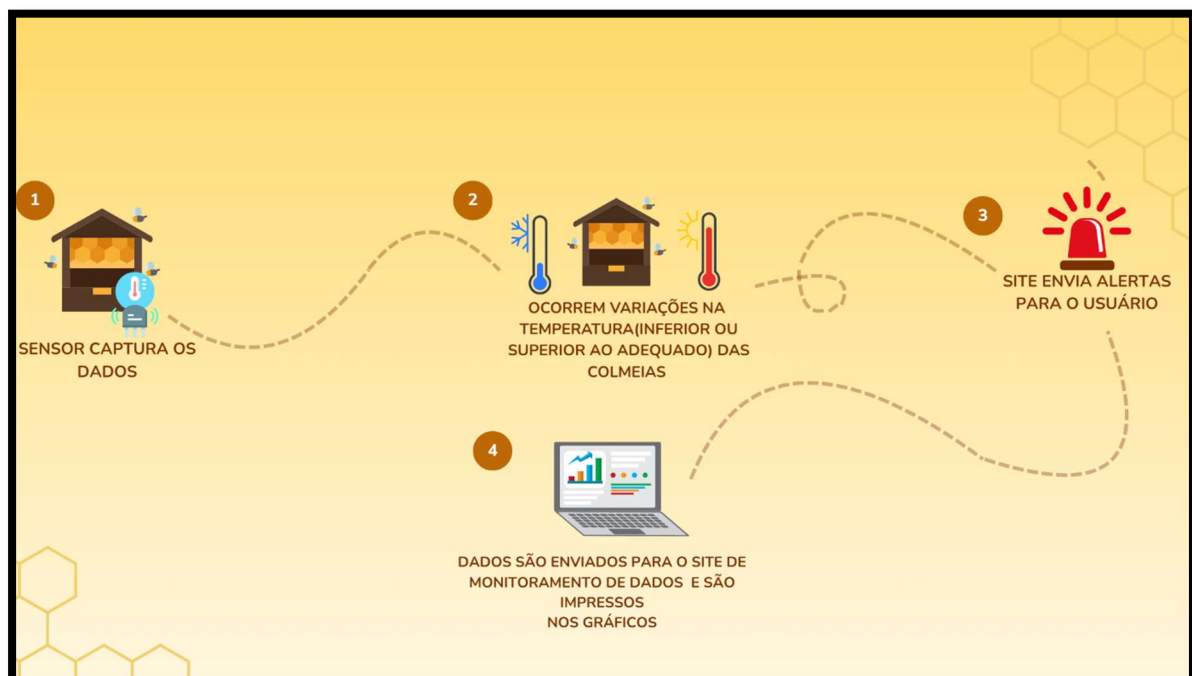 1
SENSOR CAPTURA OS
DADOS
2
OCORREM VARIAÇÕES NA
TEMPERATURA(INFERIOR OU
SUPERIOR AO ADEQUADO) DAS
COLMEIAS
3
SITE ENVIA ALERTAS
PARA O USUÁRIO
4
DADOS SÃO ENVIADOS PARA O SITE DE
MONITORAMENTO DE DADOS E SÃO
IMPRESSOS
NOS GRÁFICOS